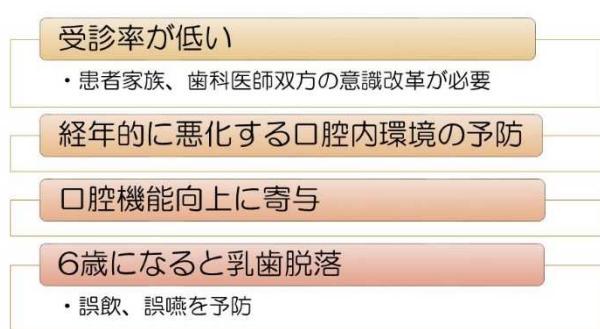 受診率が低い
・患者家族、歯科医師双方の意識改革が必要
経年的に悪化する口腔内環境の予防
口腔機能向上に寄与
6歳になると乳歯脱落
・誤飲、誤嚥を予防